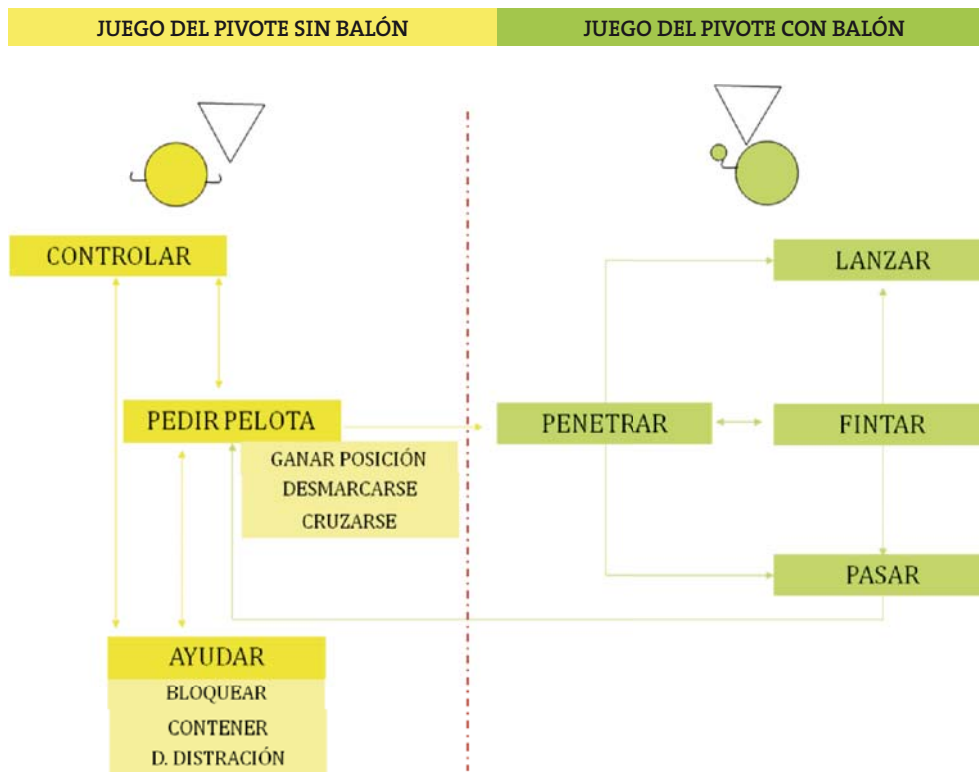 JUEGO DEL PIVOTE SIN BALÓN
JUEGO DEL PIVOTE CON BALÓN
CONTROLAR
LANZAR
PEDIR PELOTA
GANAR POSICIÓN
DESMARCARSE
CRUZARSE
PENETRAR
FINTAR
PASAR
AYUDAR
BLOQUEAR
CONTENER
D. DISTRACIÓN